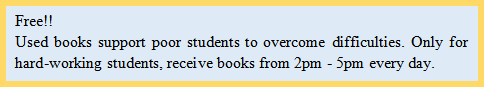 Free!!
Used books support poor students to overcome difficulties. Only for
hard-working students, receive books from 2pm - 5pm every day.